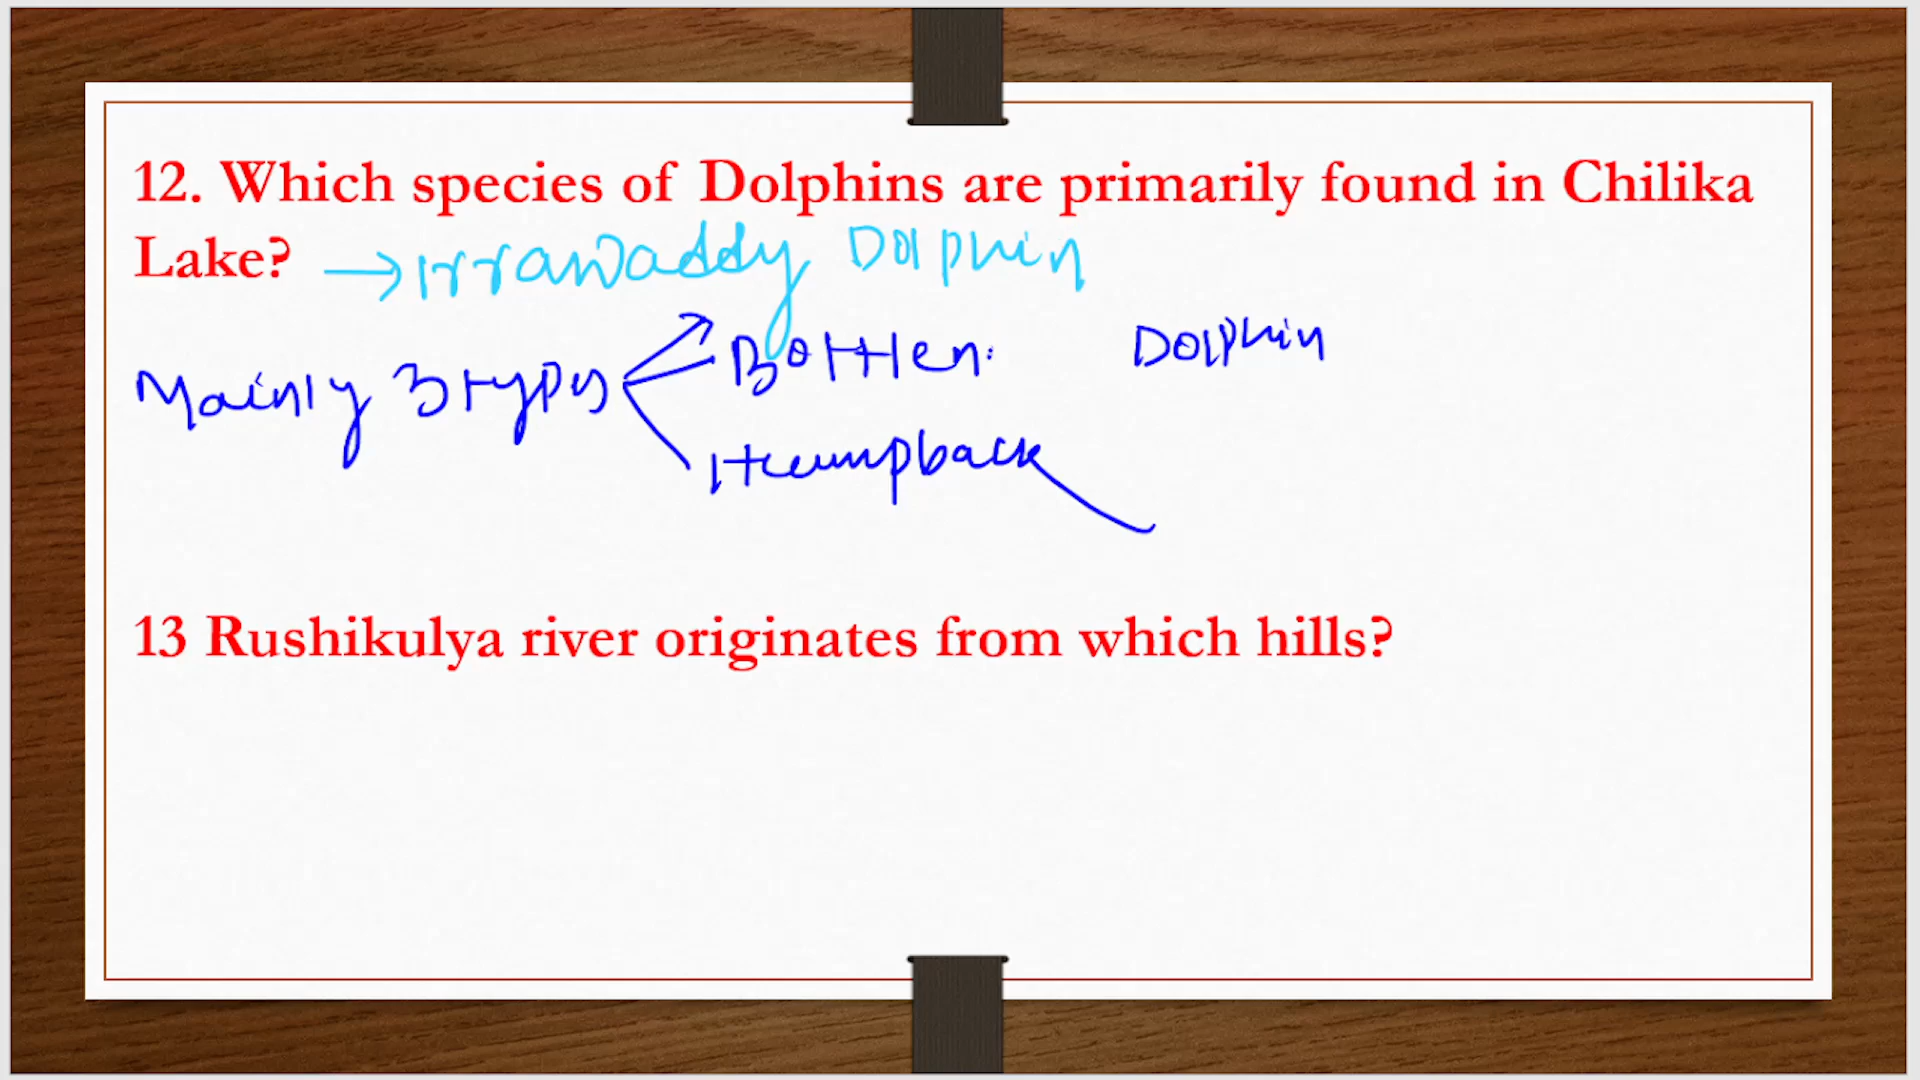 12. Which species of Dolphins are primarily found in Chilika
Lake? → Irrawaddy Dolphin
Mainly 3 types Bottlen. Dolphin
Humpback
13 Rushikulya river originates from which hills?